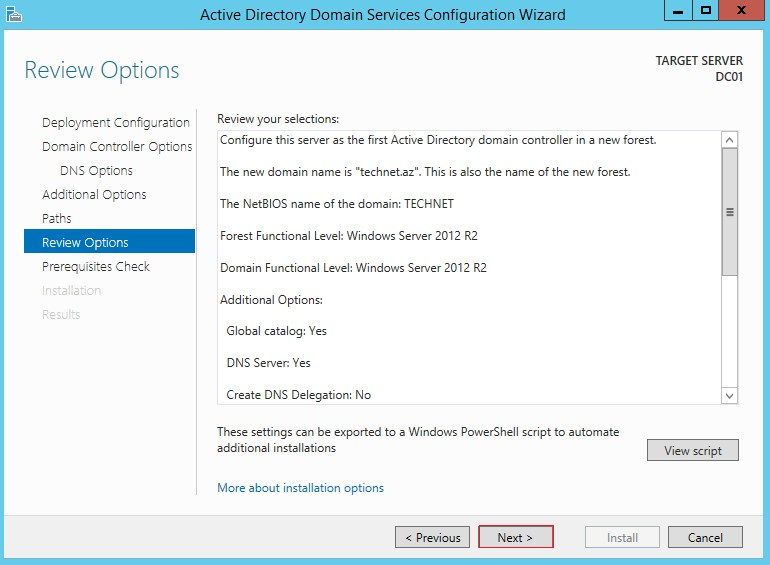 Active Directory Domain Services Configuration Wizard
Review Options
TARGET SERVER
DC01
Deployment Configuration
Domain Controller Options
DNS Options
Additional Options
Paths
Review Options
Prerequisites Check
Installation
Results
Review your selections:
Configure this server as the first Active Directory domain controller in a new forest.
The new domain name is "technet.az". This is also the name of the new forest.
The NetBIOS name of the domain: TECHNET
Forest Functional Level: Windows Server 2012 R2
Domain Functional Level: Windows Server 2012 R2
Additional Options:
Global catalog: Yes
DNS Server: Yes
Create DNS Delegation: No
These settings can be exported to a Windows PowerShell script to automate
additional installations
View script
More about installation options
< Previous
Next >
Install
Cancel